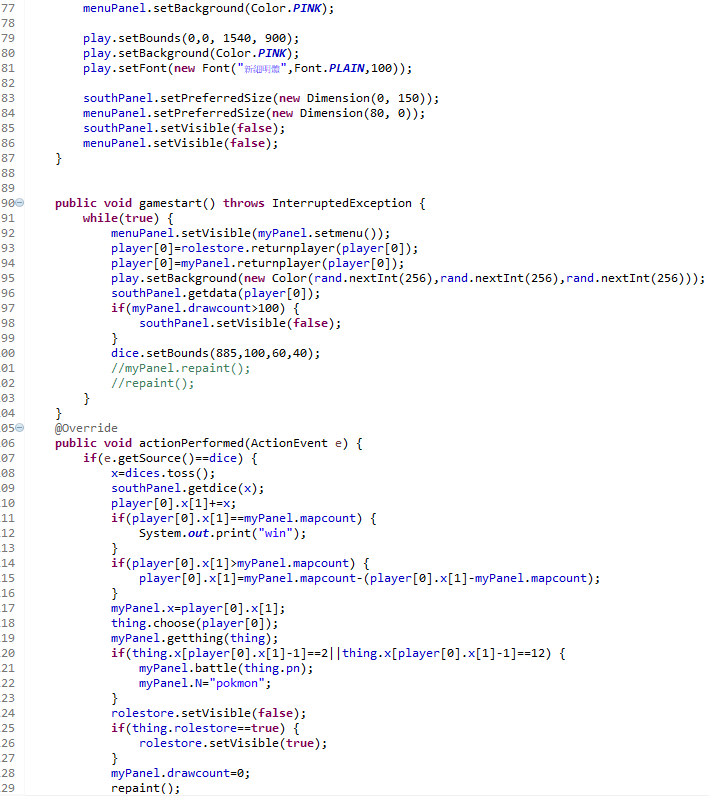 77 menuPanel.setBackground(Color.PINK);
78
79 play.setBounds(0,0, 1540, 900);
80 play.setBackground(Color.PINK);
81 play.setFont(new Font("新細明體",Font.PLAIN,100));
82
83 southPanel.setPreferredSize(new Dimension(0, 150));
84 menuPanel.setPreferredSize(new Dimension(80, 0));
85 southPanel.setVisible(false);
86 menuPanel.setVisible(false);
87 }
88
89
90 public void gamestart() throws InterruptedException {
91 while(true) {
92 menuPanel.setVisible(myPanel.setmenu());
93 player[0]=rolestore.returnplayer(player[0]);
94 player[0]=myPanel.returnplayer(player[0]);
95 play.setBackground(new Color(rand.nextInt(256),rand.nextInt(256),rand.nextInt(256)));
96 southPanel.getdata(player[0]);
97 if(myPanel.drawcount>100) {
98 southPanel.setVisible(false);
99 }
00 dice.setBounds(885,100,60,40);
01 //myPanel.repaint();
02 //repaint();
03 }
04 }
05 @Override
06 public void actionPerformed(ActionEvent e) {
07 if(e.getSource()==dice) {
08 x=dices.toss();
09 southPanel.getdice(x);
10 player[0].x[1]+=x;
11 if(player[0].x[1]==myPanel.mapcount) {
12 System.out.print("win");
13 }
14 if(player[0].x[1]>myPanel.mapcount) {
15 player[0].x[1]=myPanel.mapcount-(player[0].x[1]-myPanel.mapcount);
16 }
17 myPanel.x=player[0].x[1];
18 thing.choose(player[0]);
19 myPanel.getthing(thing);
20 if(thing.x[player[0].x[1]-1]==2||thing.x[player[0].x[1]-1]==12) {
21 myPanel.battle(thing.pn);
22 myPanel.N="pokmon";
23 }
24 rolestore.setVisible(false);
25 if(thing.rolestore==true) {
26 rolestore.setVisible(true);
27 }
28 myPanel.drawcount=0;
29 repaint();